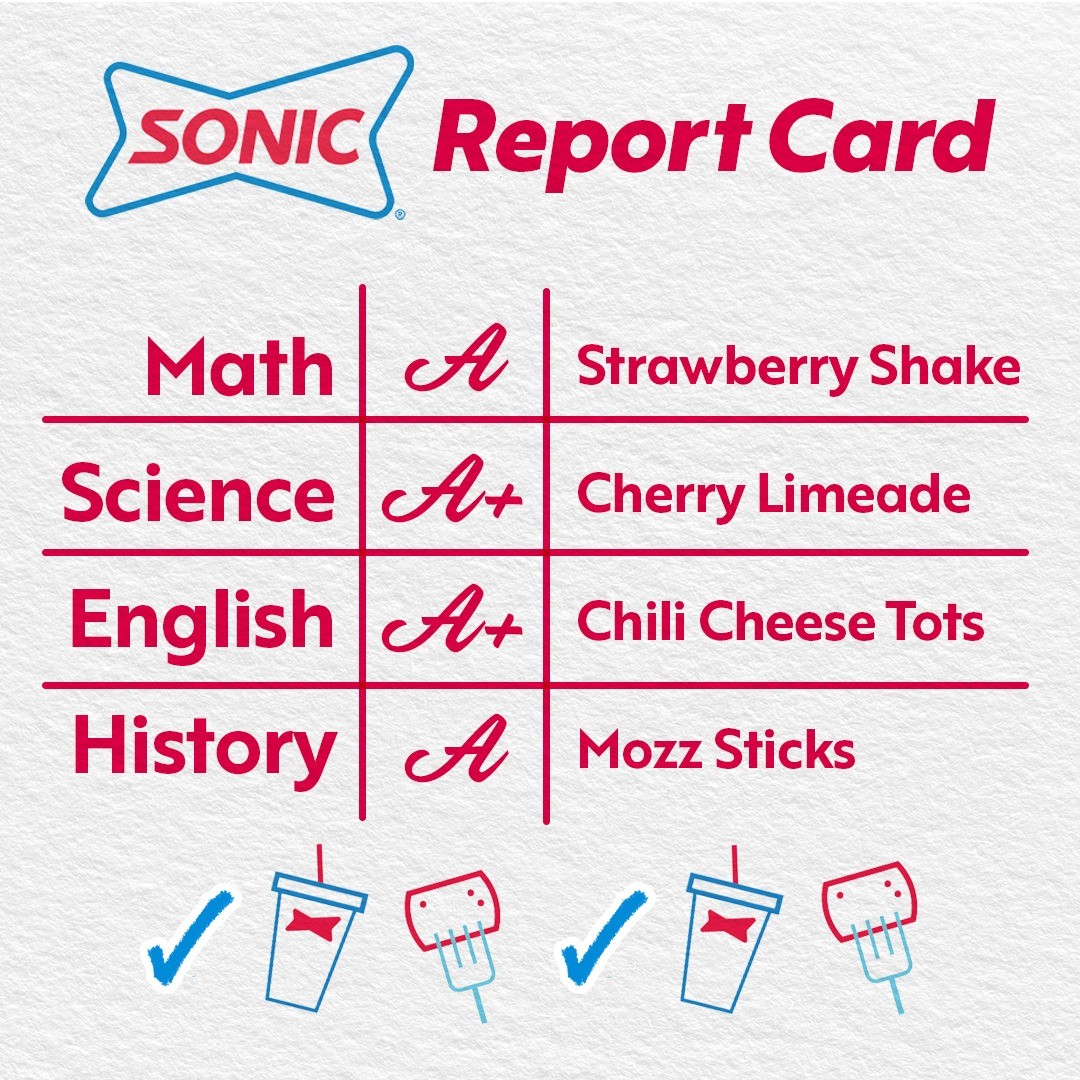 SONIC ® Report Card
Math A Strawberry Shake
Science A+ Cherry Limeade
English A+ Chili Cheese Tots
History A Mozz Sticks